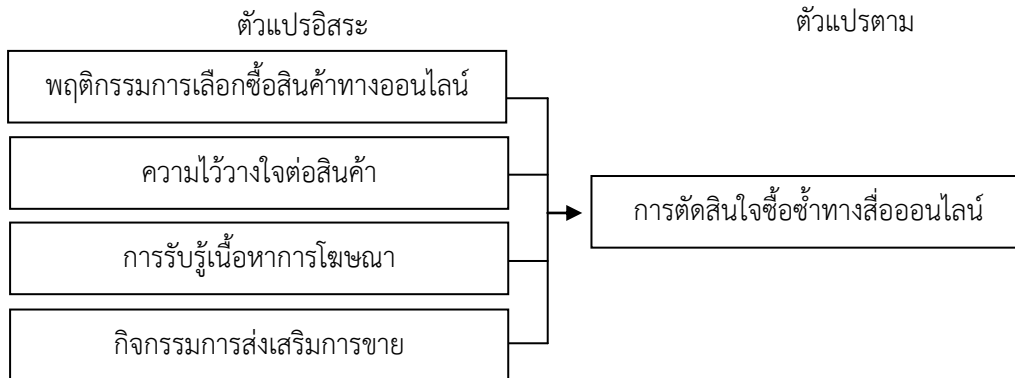 ตัวแปรอิสระ
ตัวแปรตาม
พฤติกรรมการเลือกซื้อสินค้าทางออนไลน์
ความไว้วางใจต่อสินค้า
การตัดสินใจซื้อซ้ำทางสื่อออนไลน์
การรับรู้เนื้อหาการโฆษณา
กิจกรรมการส่งเสริมการขาย